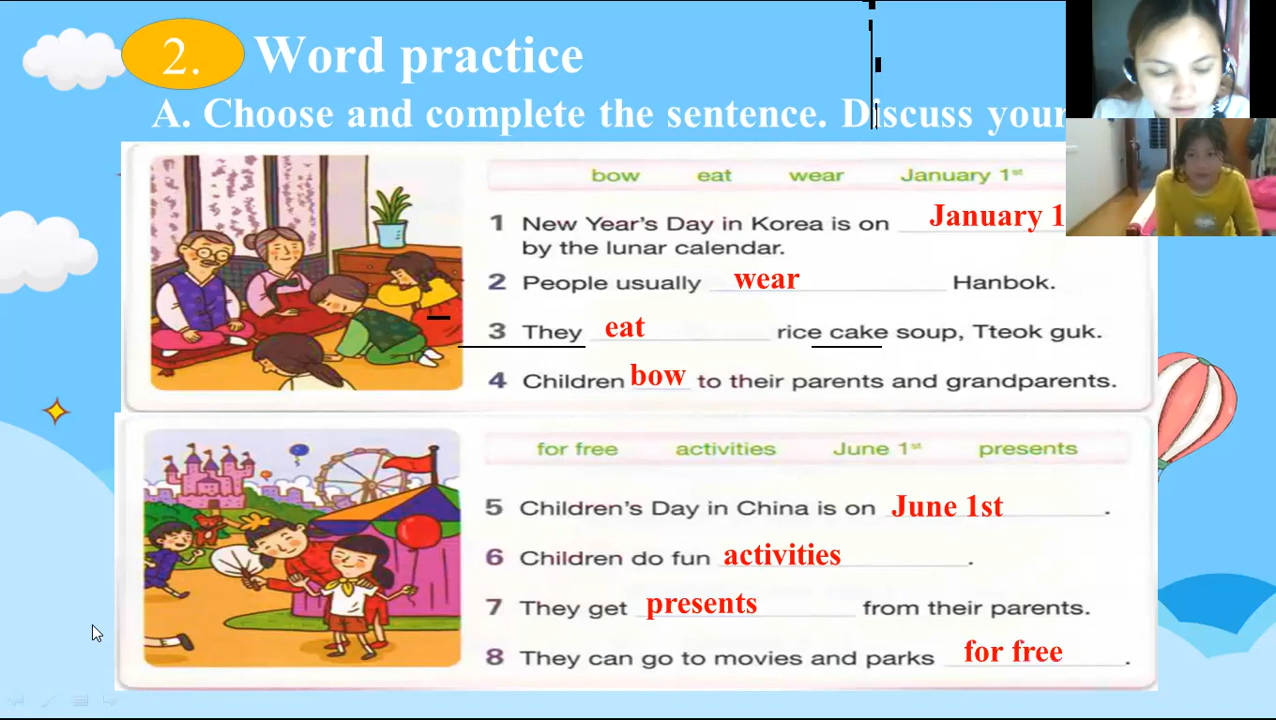 2. Word practice
A. Choose and complete the sentence. Discuss your
bow eat wear January 1st
1 New Year's Day in Korea is on January 1
by the lunar calendar.
2 People usually wear Hanbok.
3 They eat rice cake soup, Tteok guk.
4 Children bow to their parents and grandparents.
for free activities June 1st presents
5 Children's Day in China is on June 1st .
6 Children do fun activities .
7 They get presents from their parents.
8 They can go to movies and parks for free .